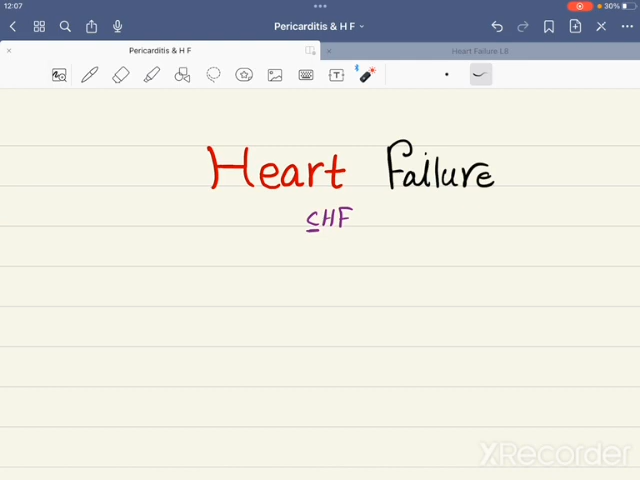 12:07
30%
Pericarditis & H F
Pericarditis & H F
Heart Failure L8
T
Heart Failure
CHF
XRecorder